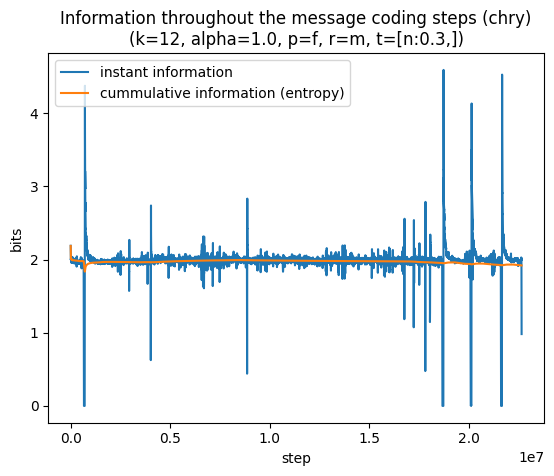 Information throughout the message coding steps (chry)
(k=12, alpha=1.0, p=f, r=m, t=[n:0.3,])
instant information
cummulative information (entropy)
4
3
2
1
0
bits
0.0 0.5 1.0 1.5 2.0
1e7
step